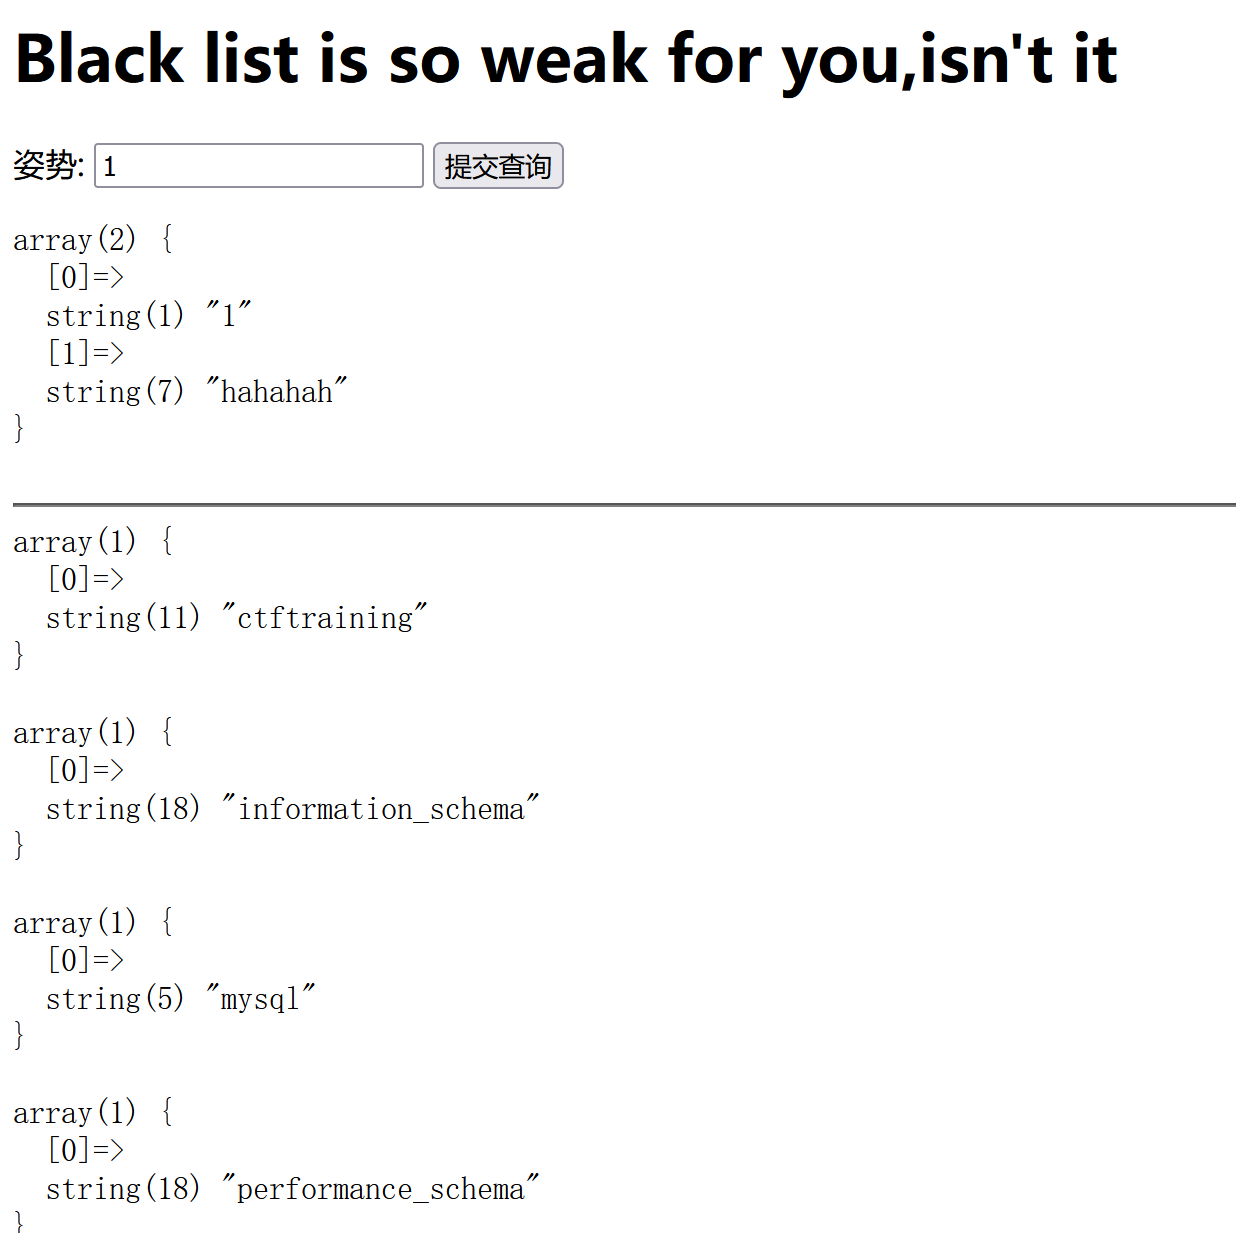 Black list is so weak for you,isn't it
姿势: 1 提交查询
array(2) {
  [0]=>
  string(1) "1"
  [1]=>
  string(7) "hahahah"
}
array(1) {
  [0]=>
  string(11) "ctftraining"
}
array(1) {
  [0]=>
  string(18) "information_schema"
}
array(1) {
  [0]=>
  string(5) "mysql"
}
array(1) {
  [0]=>
  string(18) "performance_schema"
}